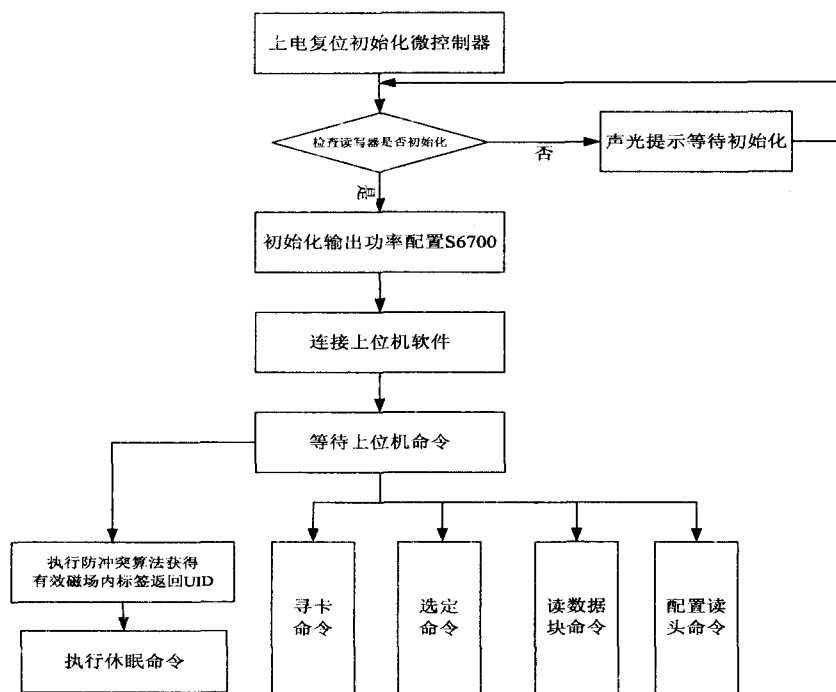 上电复位初始化微控制器
检查读写器是否初始化
否
声光提示等待初始化
是
初始化输出功率配置S6700
连接上位机软件
等待上位机命令
执行防冲突算法获得
有效磁场内标签返回UID
执行休眠命令
寻卡
命令
选定
命令
读数据
块命令
配置读
头命令